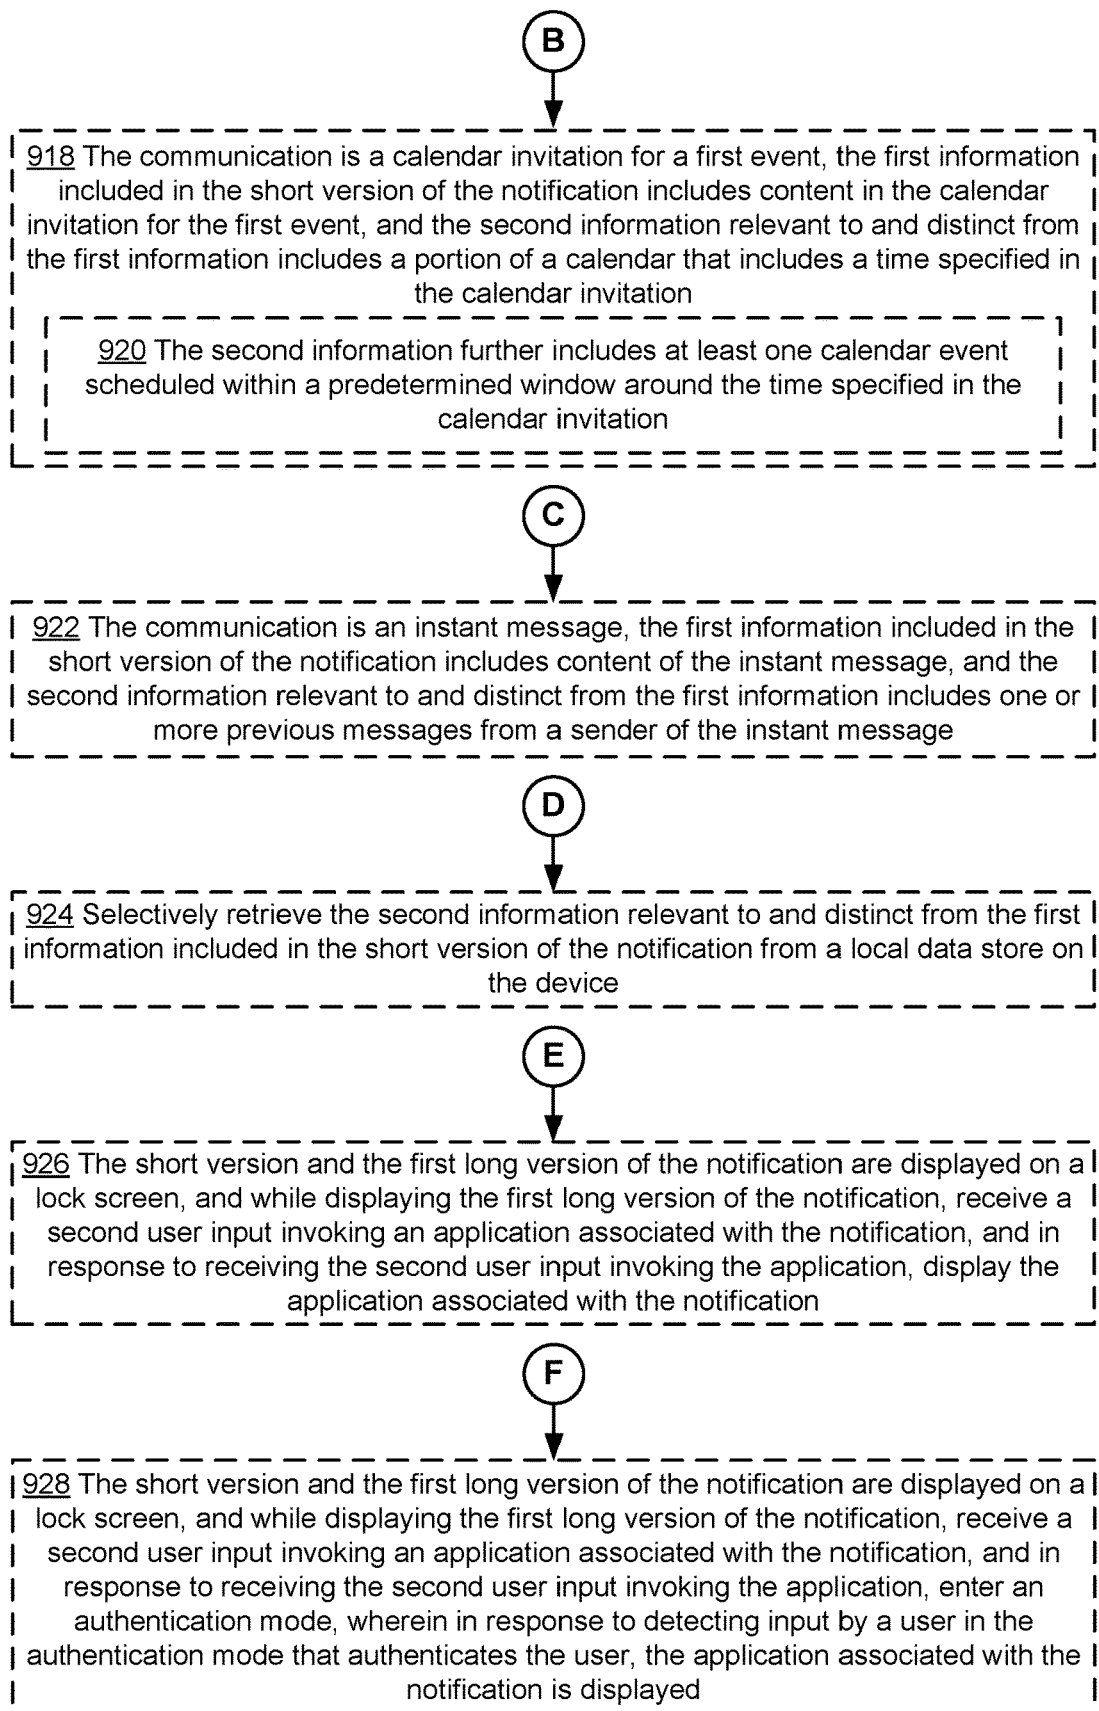 B
918 The communication is a calendar invitation for a first event, the first information
included in the short version of the notification includes content in the calendar
invitation for the first event, and the second information relevant to and distinct from
the first information includes a portion of a calendar that includes a time specified in
the calendar invitation
920 The second information further includes at least one calendar event
scheduled within a predetermined window around the time specified in the
calendar invitation
C
922 The communication is an instant message, the first information included in the
short version of the notification includes content of the instant message, and the
second information relevant to and distinct from the first information includes one or
more previous messages from a sender of the instant message
D
924 Selectively retrieve the second information relevant to and distinct from the first
information included in the short version of the notification from a local data store on
the device
E
926 The short version and the first long version of the notification are displayed on a
lock screen, and while displaying the first long version of the notification, receive a
second user input invoking an application associated with the notification, and in
response to receiving the second user input invoking the application, display the
application associated with the notification
F
928 The short version and the first long version of the notification are displayed on a
lock screen, and while displaying the first long version of the notification, receive a
second user input invoking an application associated with the notification, and in
response to receiving the second user input invoking the application, enter an
authentication mode, wherein in response to detecting input by a user in the
authentication mode that authenticates the user, the application associated with the
notification is displayed